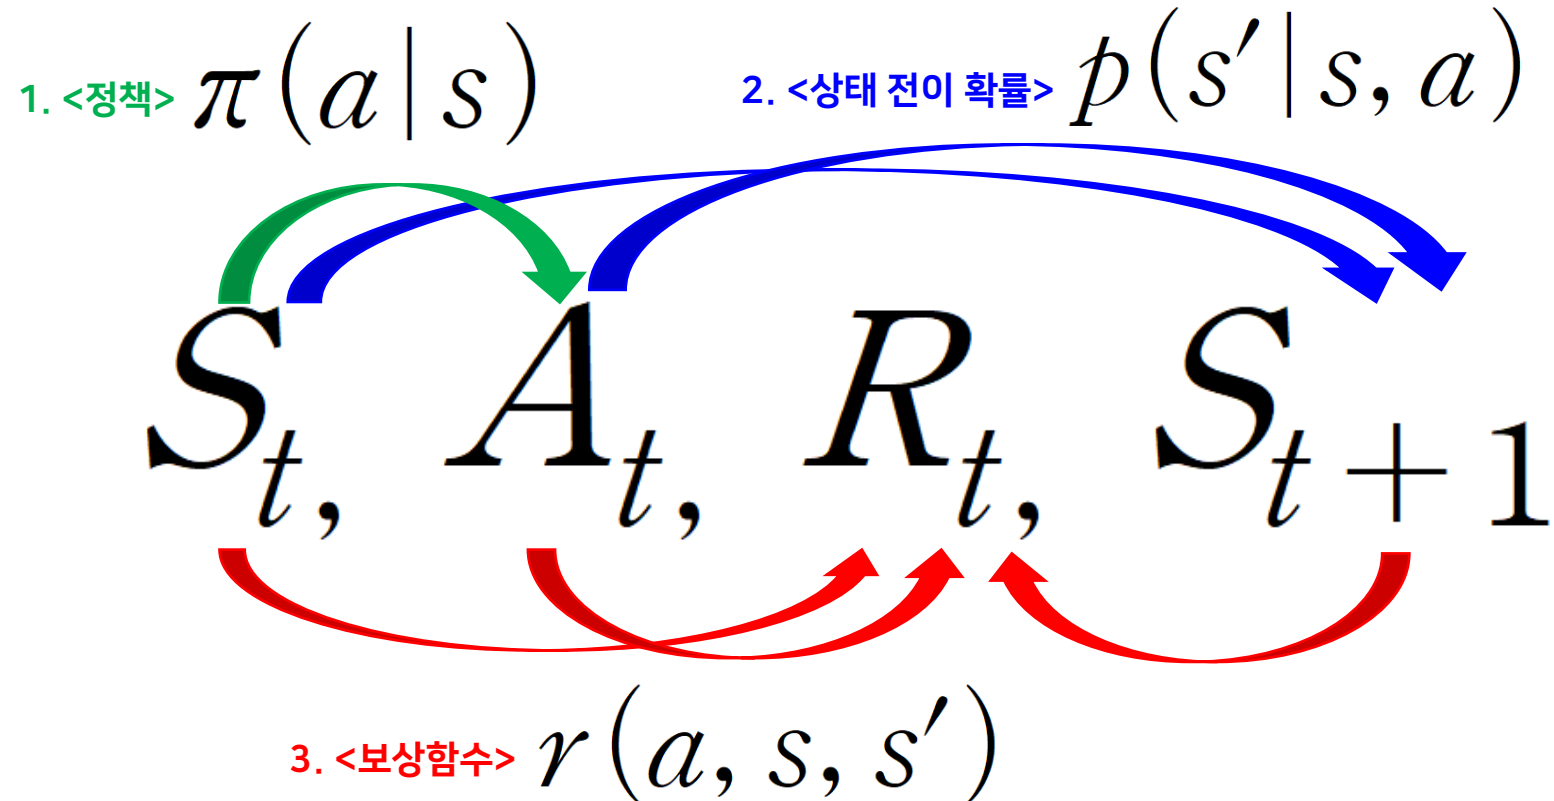 1. <정책> π(a|s)
2. <상태 전이 확률> p(s′|s, a)
S_t, A_t, R_t, S_{t+1}
3. <보상함수> r(a, s, s′)